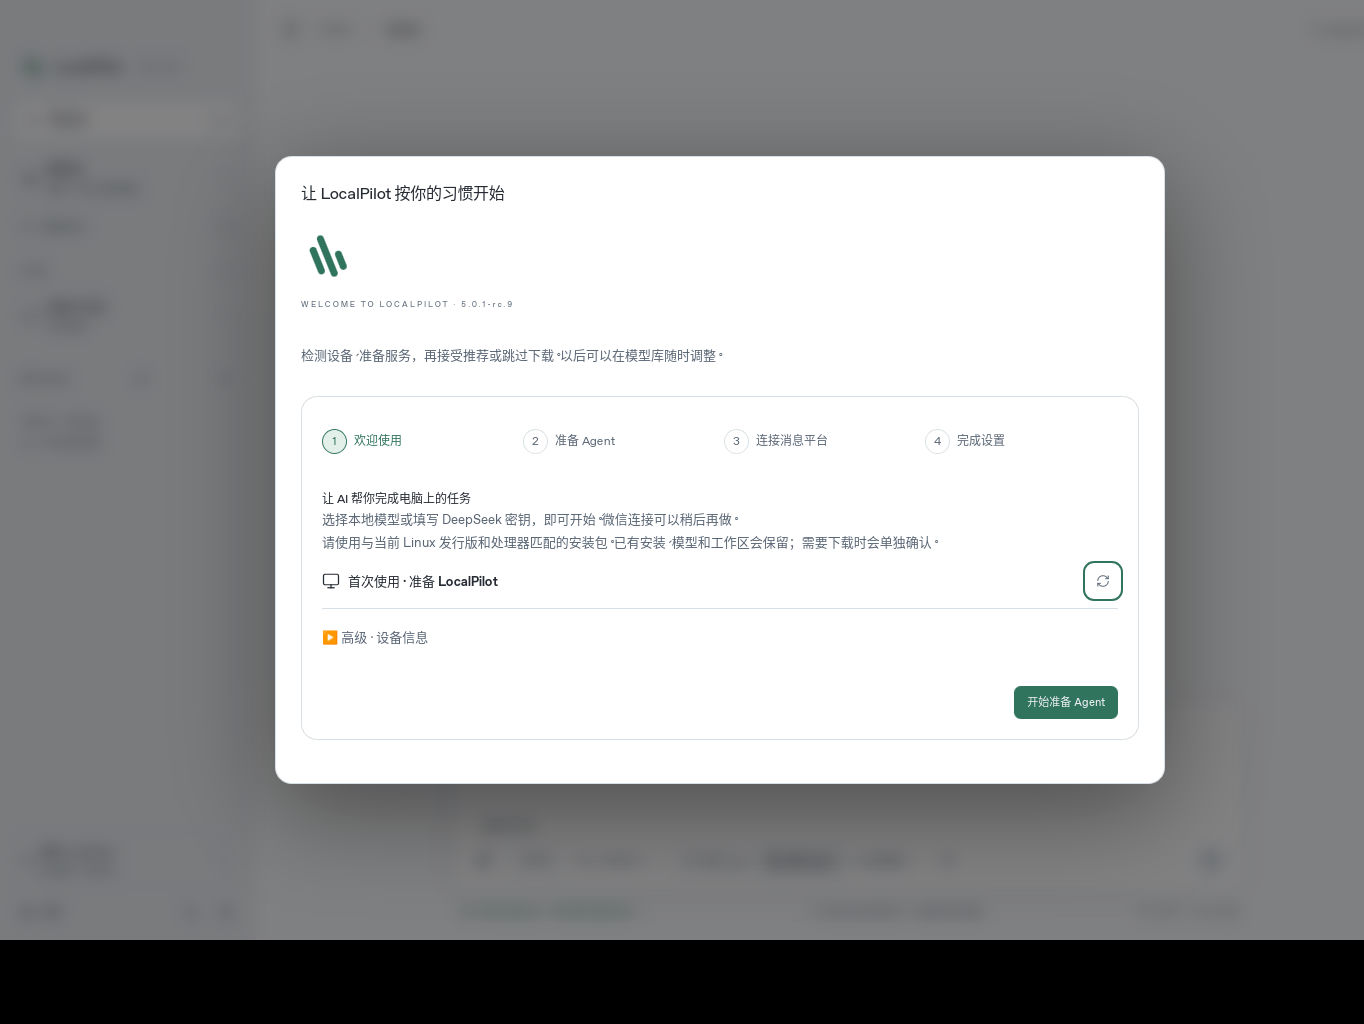 让 LocalPilot 按你的习惯开始
WELCOME TO LOCALPILOT · 5.0.1-rc.9
检测设备、准备服务，再接受推荐或跳过下载。以后可以在模型库随时调整。
1 欢迎使用
2 准备 Agent
3 连接消息平台
4 完成设置
让 AI 帮你完成电脑上的任务
选择本地模型或填写 DeepSeek 密钥，即可开始。微信连接可以稍后再做。
请使用与当前 Linux 发行版和处理器匹配的安装包。已有安装、模型和工作区会保留；需要下载时会单独确认。
首次使用 · 准备 LocalPilot
高级 · 设备信息
开始准备 Agent